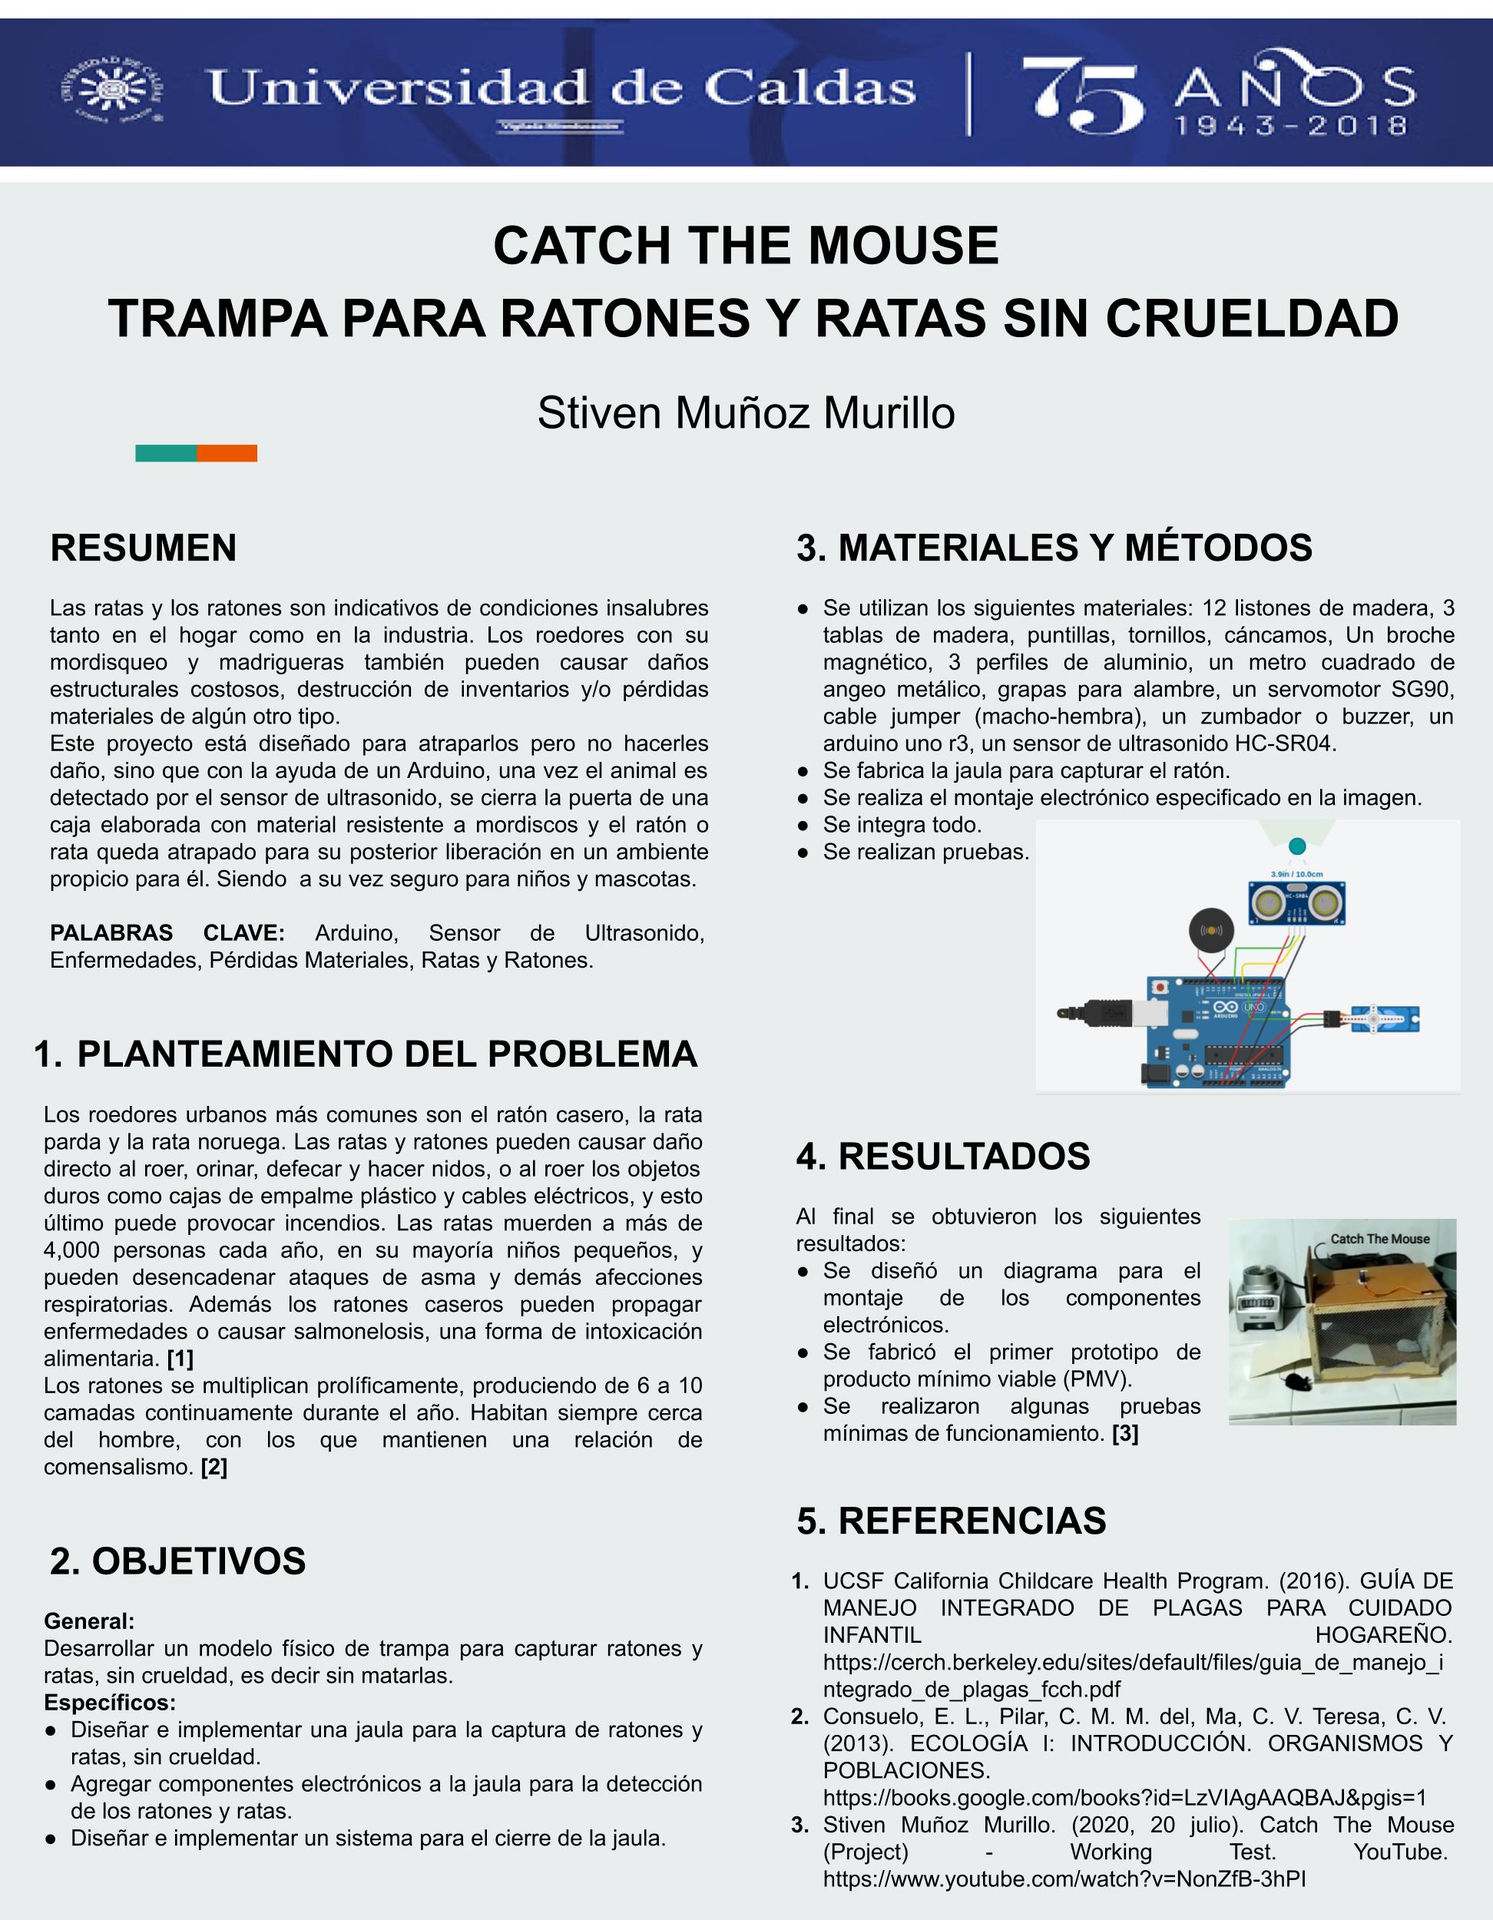 Universidad de Caldas
75 AÑOS
1943-2018
CATCH THE MOUSE
TRAMPA PARA RATONES Y RATAS SIN CRUELDAD
Stiven Muñoz Murillo
RESUMEN
Las ratas y los ratones son indicativos de condiciones insalubres
tanto en el hogar como en la industria. Los roedores con su
mordisqueo y madrigueras también pueden causar daños
estructurales costosos, destrucción de inventarios y/o pérdidas
materiales de algún otro tipo.
Este proyecto está diseñado para atraparlos pero no hacerles
daño, sino que con la ayuda de un Arduino, una vez el animal es
detectado por el sensor de ultrasonido, se cierra la puerta de una
caja elaborada con material resistente a mordiscos y el ratón o
rata queda atrapado para su posterior liberación en un ambiente
propicio para él. Siendo a su vez seguro para niños y mascotas.
PALABRAS CLAVE: Arduino, Sensor de Ultrasonido,
Enfermedades, Pérdidas Materiales, Ratas y Ratones.
1. PLANTEAMIENTO DEL PROBLEMA
Los roedores urbanos más comunes son el ratón casero, la rata
parda y la rata noruega. Las ratas y ratones pueden causar daño
directo al roer, orinar, defecar y hacer nidos, o al roer los objetos
duros como cajas de empalme plástico y cables eléctricos, y esto
último puede provocar incendios. Las ratas muerden a más de
4,000 personas cada año, en su mayoría niños pequeños, y
pueden desencadenar ataques de asma y demás afecciones
respiratorias. Además los ratones caseros pueden propagar
enfermedades o causar salmonelosis, una forma de intoxicación
alimentaria. [1]
Los ratones se multiplican prolíficamente, produciendo de 6 a 10
camadas continuamente durante el año. Habitan siempre cerca
del hombre, con los que mantienen una relación de
comensalismo. [2]
2. OBJETIVOS
General:
Desarrollar un modelo físico de trampa para capturar ratones y
ratas, sin crueldad, es decir sin matarlas.
Específicos:
● Diseñar e implementar una jaula para la captura de ratones y
ratas, sin crueldad.
● Agregar componentes electrónicos a la jaula para la detección
de los ratones y ratas.
● Diseñar e implementar un sistema para el cierre de la jaula.
3. MATERIALES Y MÉTODOS
● Se utilizan los siguientes materiales: 12 listones de madera, 3
tablas de madera, puntillas, tornillos, cáncamos, Un broche
magnético, 3 perfiles de aluminio, un metro cuadrado de
angeo metálico, grapas para alambre, un servomotor SG90,
cable jumper (macho-hembra), un zumbador o buzzer, un
arduino uno r3, un sensor de ultrasonido HC-SR04.
● Se fabrica la jaula para capturar el ratón.
● Se realiza el montaje electrónico especificado en la imagen.
● Se integra todo.
● Se realizan pruebas.
3.9in / 10.0cm
HC-SR04
UNO
ARDUINO
4. RESULTADOS
Al final se obtuvieron los siguientes
resultados:
● Se diseñó un diagrama para el
montaje de los componentes
electrónicos.
● Se fabricó el primer prototipo de
producto mínimo viable (PMV).
● Se realizaron algunas pruebas
mínimas de funcionamiento. [3]
Catch The Mouse
5. REFERENCIAS
1. UCSF California Childcare Health Program. (2016). GUÍA DE
MANEJO INTEGRADO DE PLAGAS PARA CUIDADO
INFANTIL HOGAREÑO.
https://cerch.berkeley.edu/sites/default/files/guia_de_manejo_i
ntegrado_de_plagas_fcch.pdf
2. Consuelo, E. L., Pilar, C. M. M. del, Ma, C. V. Teresa, C. V.
(2013). ECOLOGÍA I: INTRODUCCIÓN. ORGANISMOS Y
POBLACIONES.
https://books.google.com/books?id=LzVIAgAAQBAJ&pgis=1
3. Stiven Muñoz Murillo. (2020, 20 julio). Catch The Mouse
(Project) - Working Test. YouTube.
https://www.youtube.com/watch?v=NonZfB-3hPI